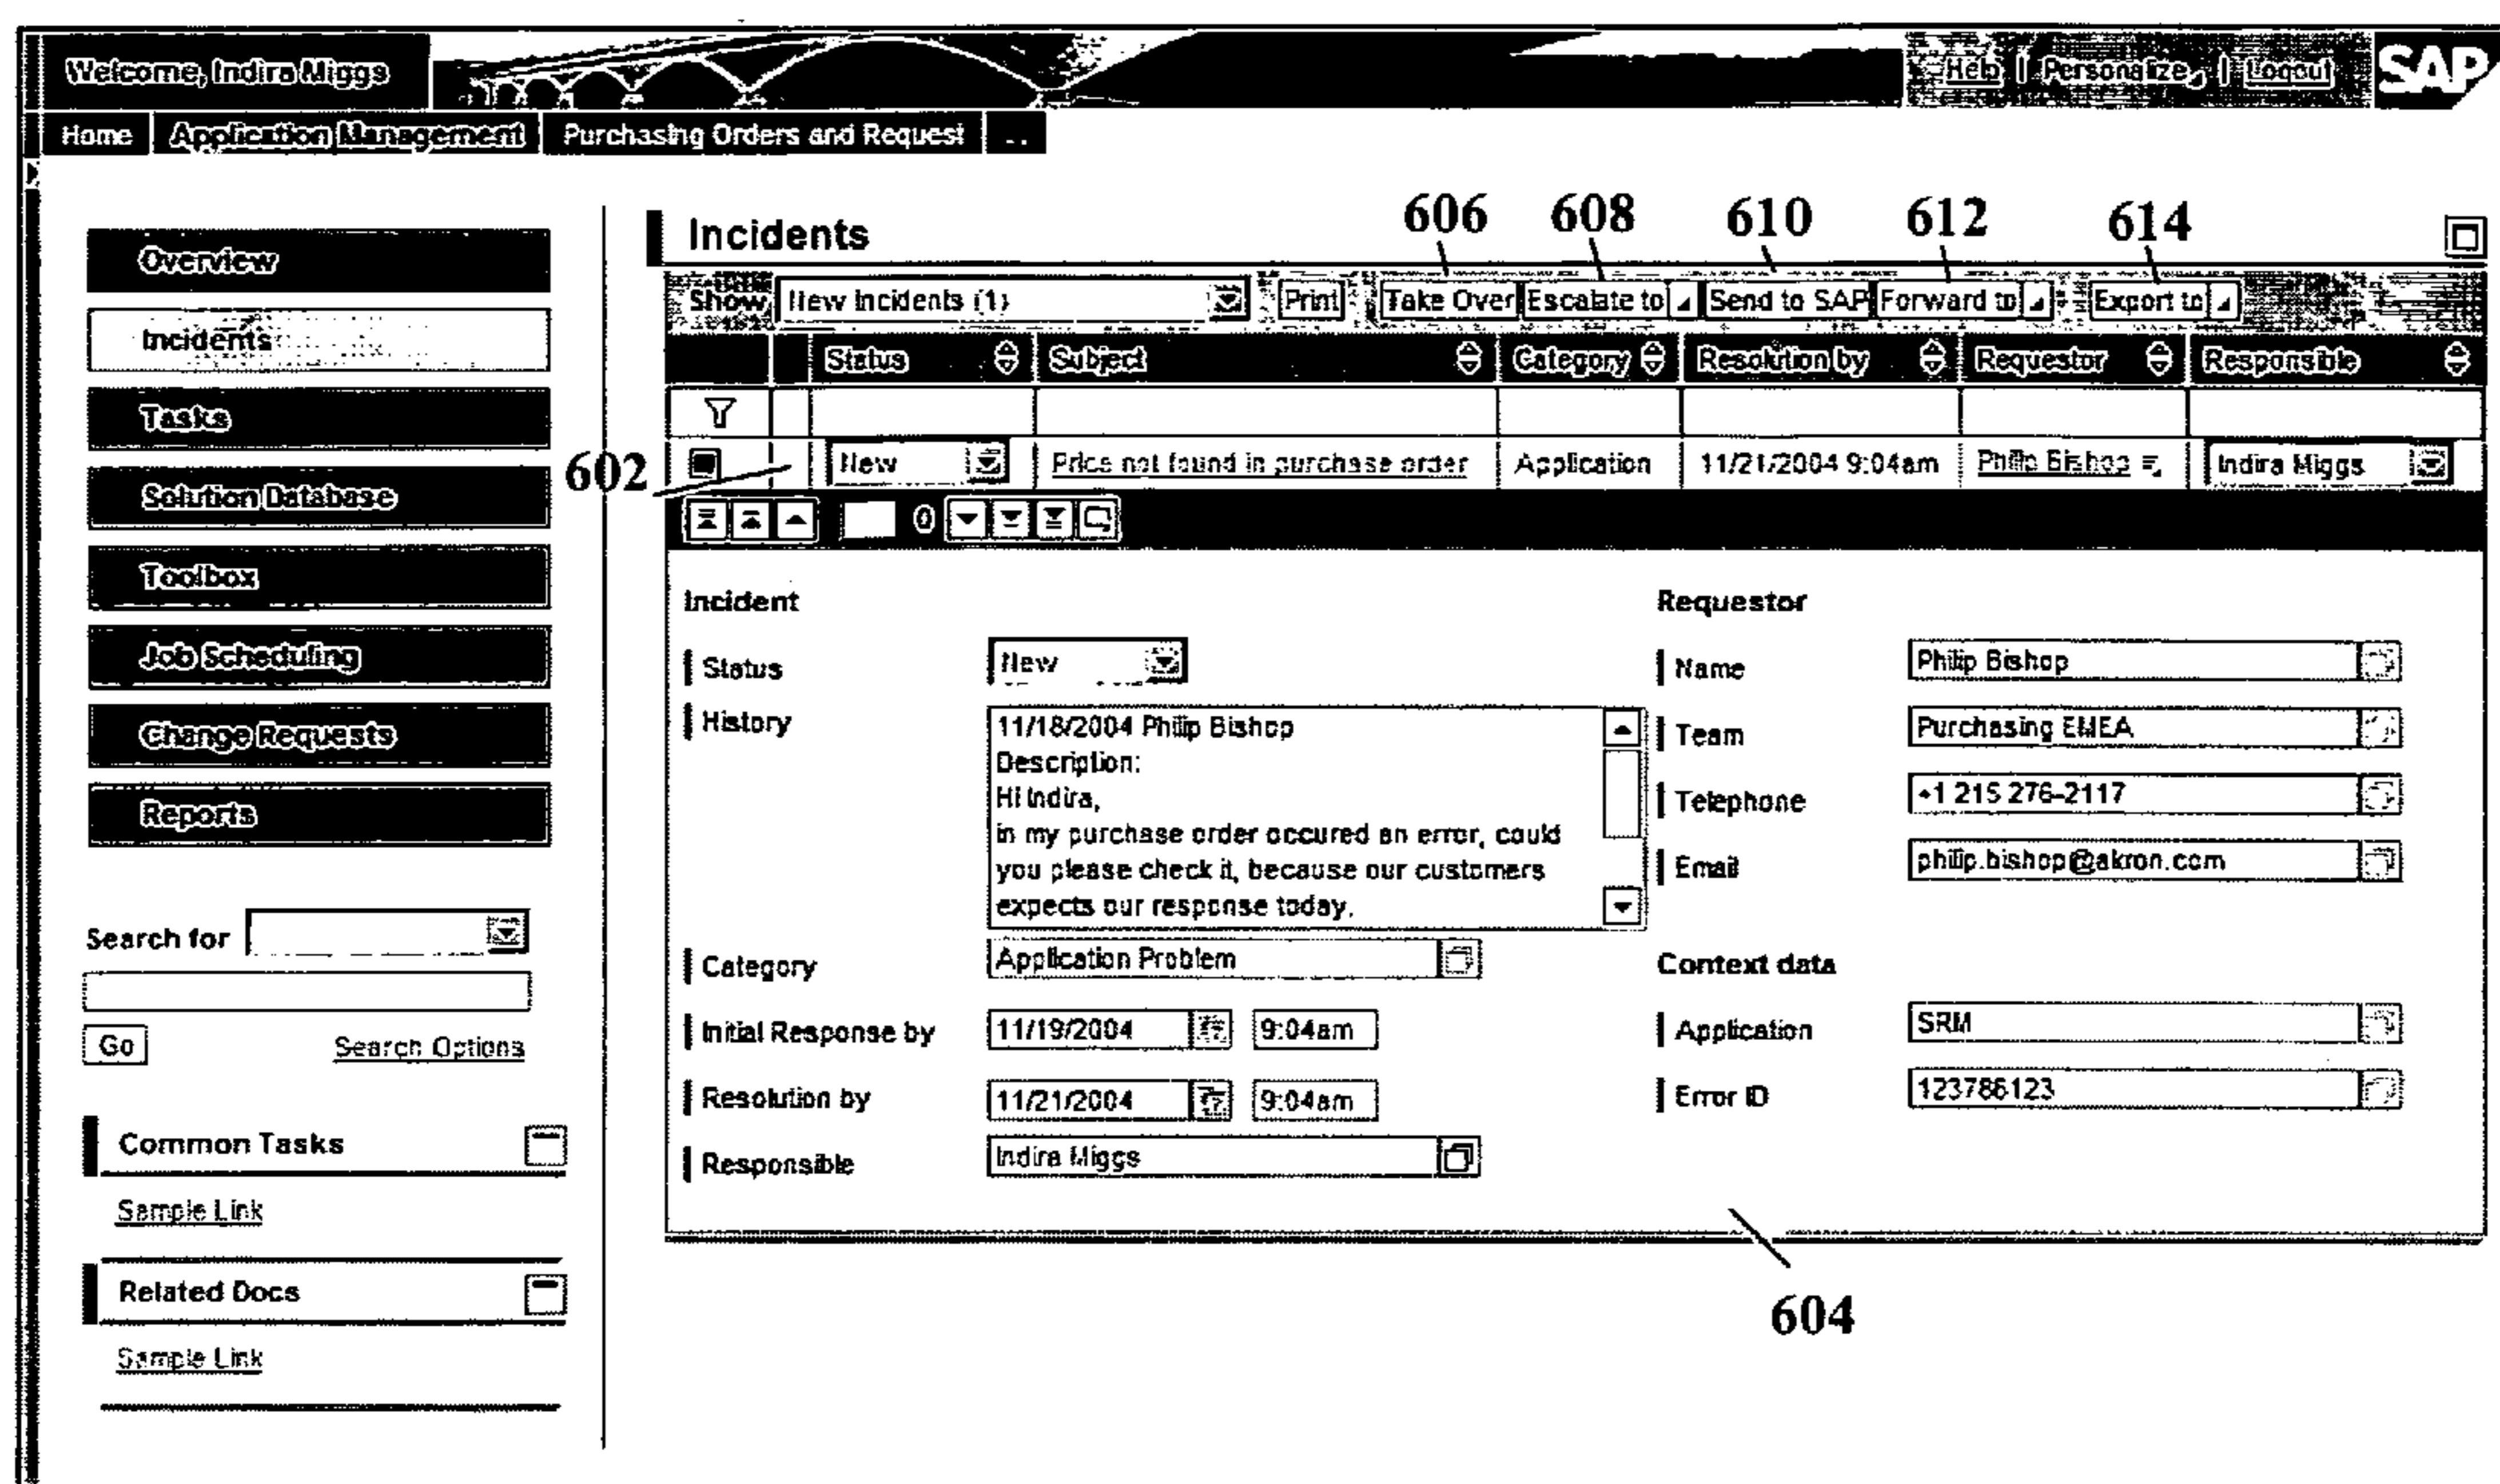 Welcome, Indira Miggs
Help | Personalize | Logout
SAP
Home
Application Management
Purchasing Orders and Request
Overview
Incidents
Tasks
Solution Database
Toolbox
Job Scheduling
Change Requests
Reports
Search for
Go
Search Options
Common Tasks
Sample Link
Related Docs
Sample Link
Incidents
606 608 610 612 614
Show New Incidents (1) Print Take Over Escalate to Send to SAP Forward to Export to
Status Subject Category Resolution by Requestor Responsible
602
New Price not found in purchase order Application 11/21/2004 9:04am Philip Bishop Indira Miggs
0
Incident
Status New
History
11/18/2004 Philip Bishop
Description:
Hi Indira,
in my purchase order occured an error, could
you please check it, because our customers
expects our response today.
Category Application Problem
Initial Response by 11/19/2004 9:04am
Resolution by 11/21/2004 9:04am
Responsible Indira Miggs
Requestor
Name Philip Bishop
Team Purchasing EMEA
Telephone +1 215 276-2117
Email philip.bishop@akron.com
Context data
Application SRM
Error ID 123786123
604